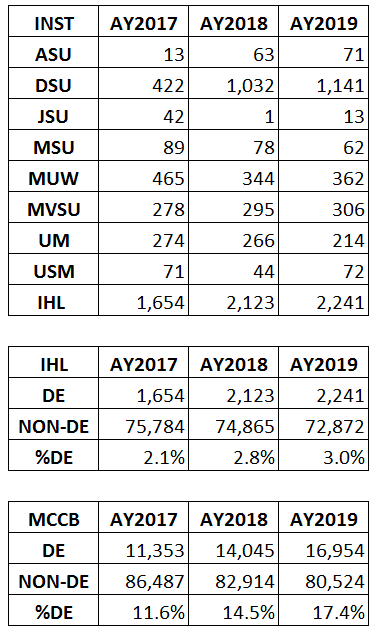 INST AY2017 AY2018 AY2019
ASU 13 63 71
DSU 422 1,032 1,141
JSU 42 1 13
MSU 89 78 62
MUW 465 344 362
MVSU 278 295 306
UM 274 266 214
USM 71 44 72
IHL 1,654 2,123 2,241
IHL AY2017 AY2018 AY2019
DE 1,654 2,123 2,241
NON-DE 75,784 74,865 72,872
%DE 2.1% 2.8% 3.0%
MCCB AY2017 AY2018 AY2019
DE 11,353 14,045 16,954
NON-DE 86,487 82,914 80,524
%DE 11.6% 14.5% 17.4%